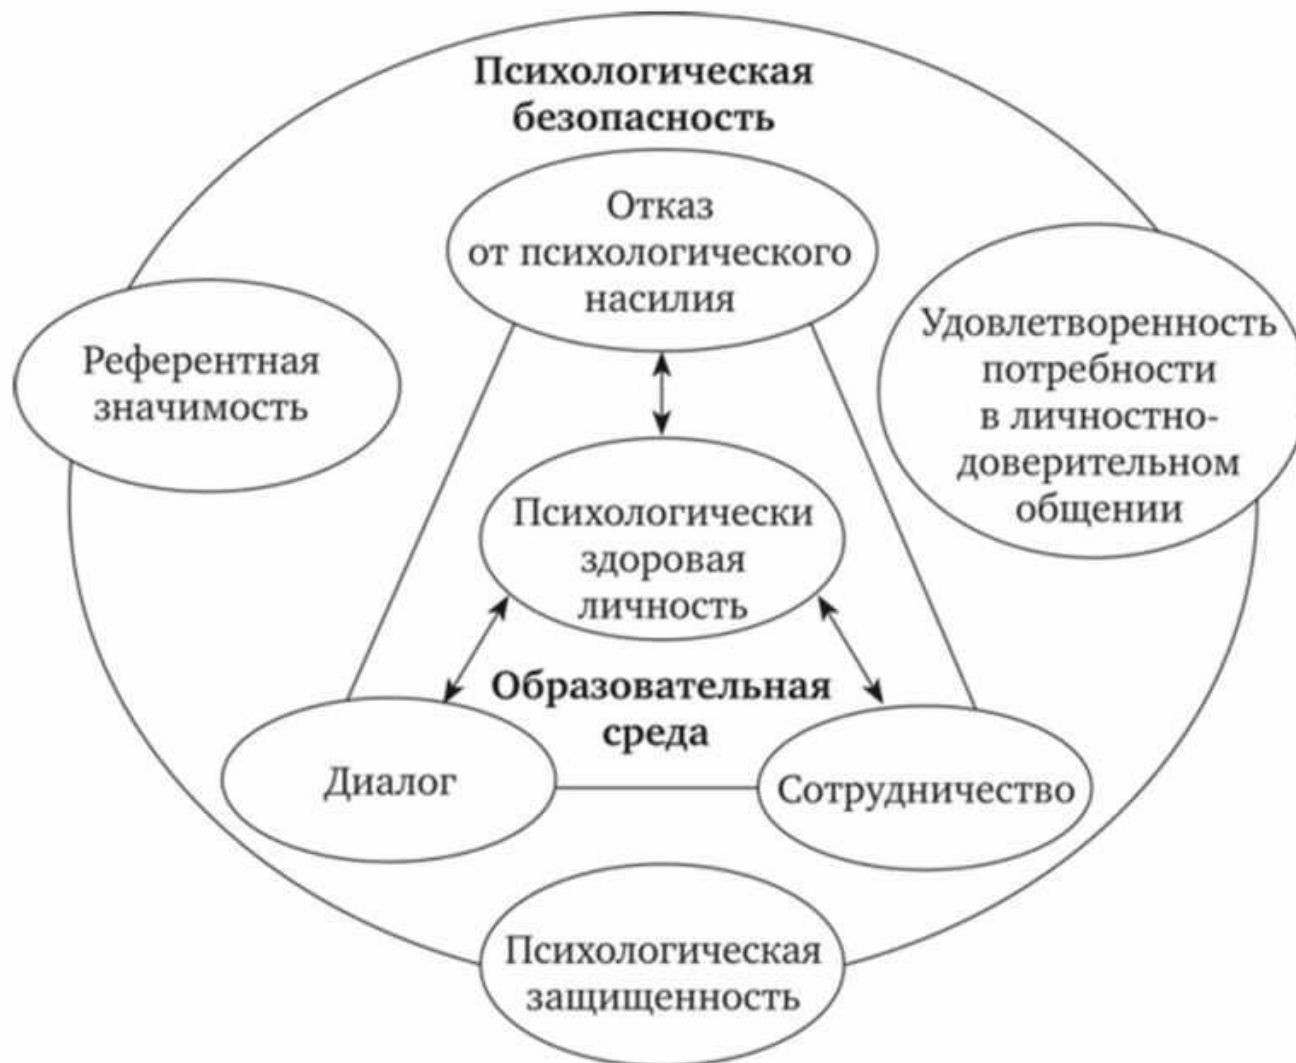 Психологическая
безопасность
Отказ
от психологического
насилия
Референтная
значимость
Удовлетворенность
потребности
в личностно-
доверительном
общении
Психологически
здоровая
личность
Образовательная
среда
Диалог
Сотрудничество
Психологическая
защищенность